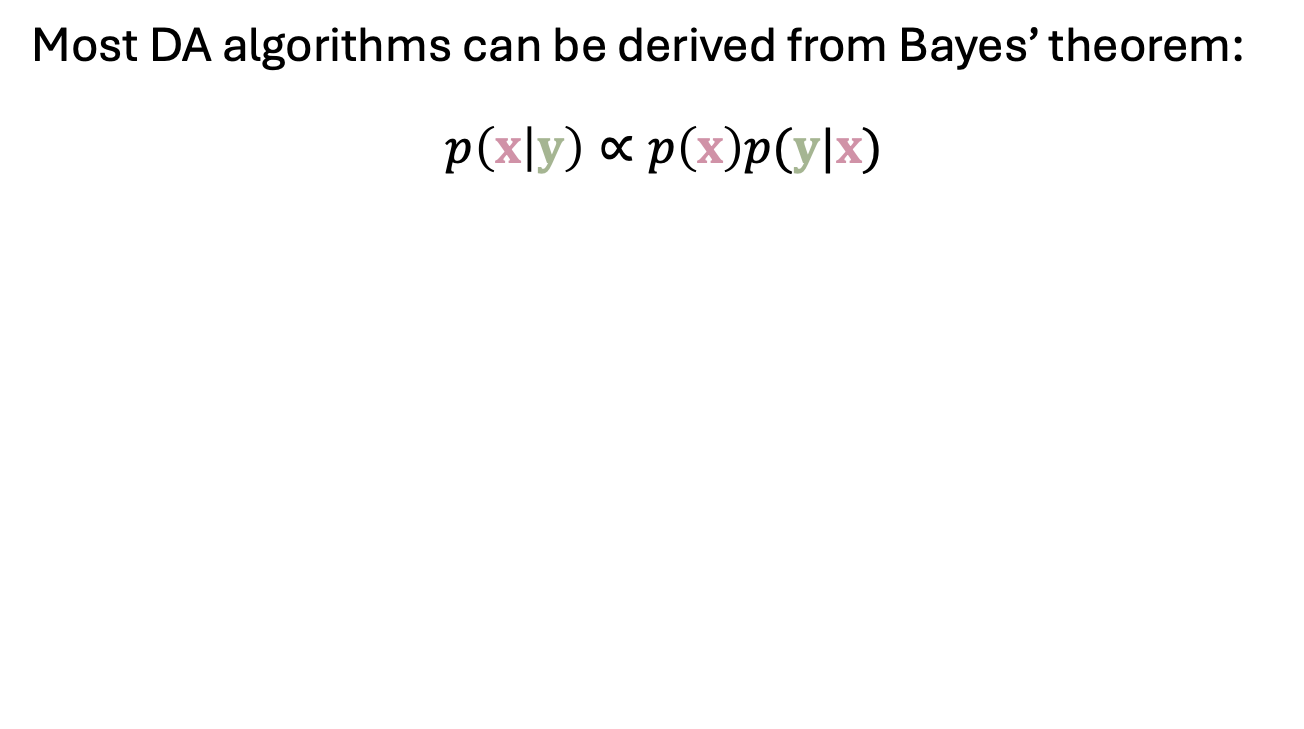 Most DA algorithms can be derived from Bayes’ theorem:
p(x|y) ∝ p(x)p(y|x)